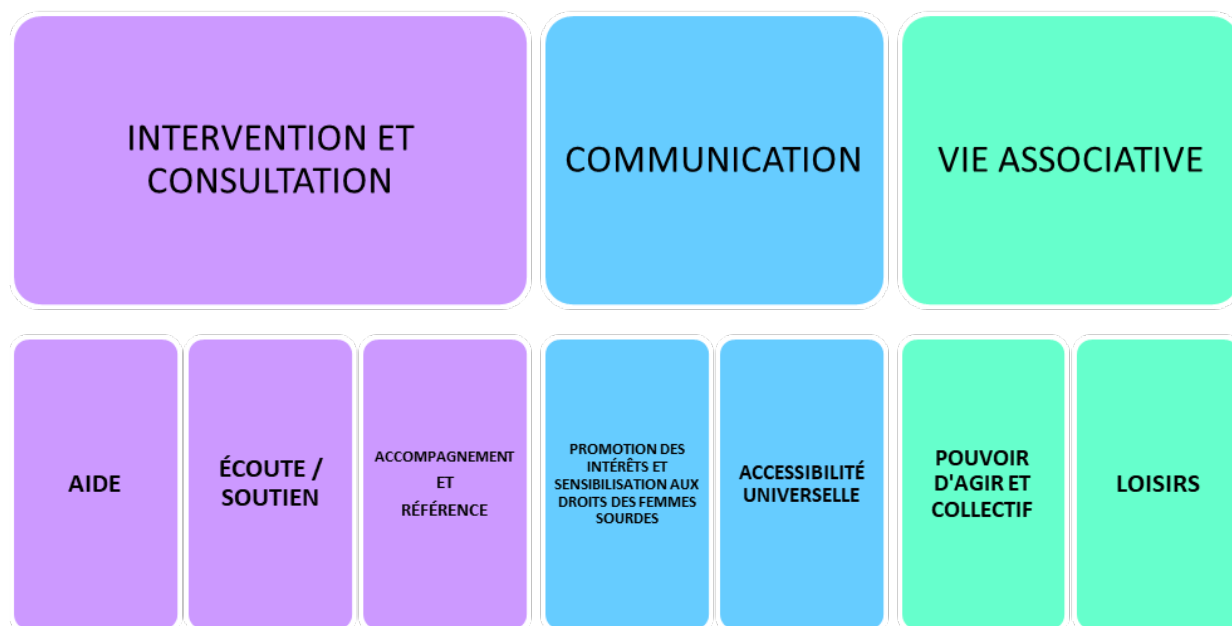 INTERVENTION ET
CONSULTATION
COMMUNICATION
VIE ASSOCIATIVE
AIDE
ÉCOUTE /
SOUTIEN
ACCOMPAGNEMENT
ET
RÉFÉRENCE
PROMOTION DES
INTÉRÊTS ET
SENSIBILISATION AUX
DROITS DES FEMMES
SOURDES
ACCESSIBILITÉ
UNIVERSELLE
POUVOIR
D'AGIR ET
COLLECTIF
LOISIRS